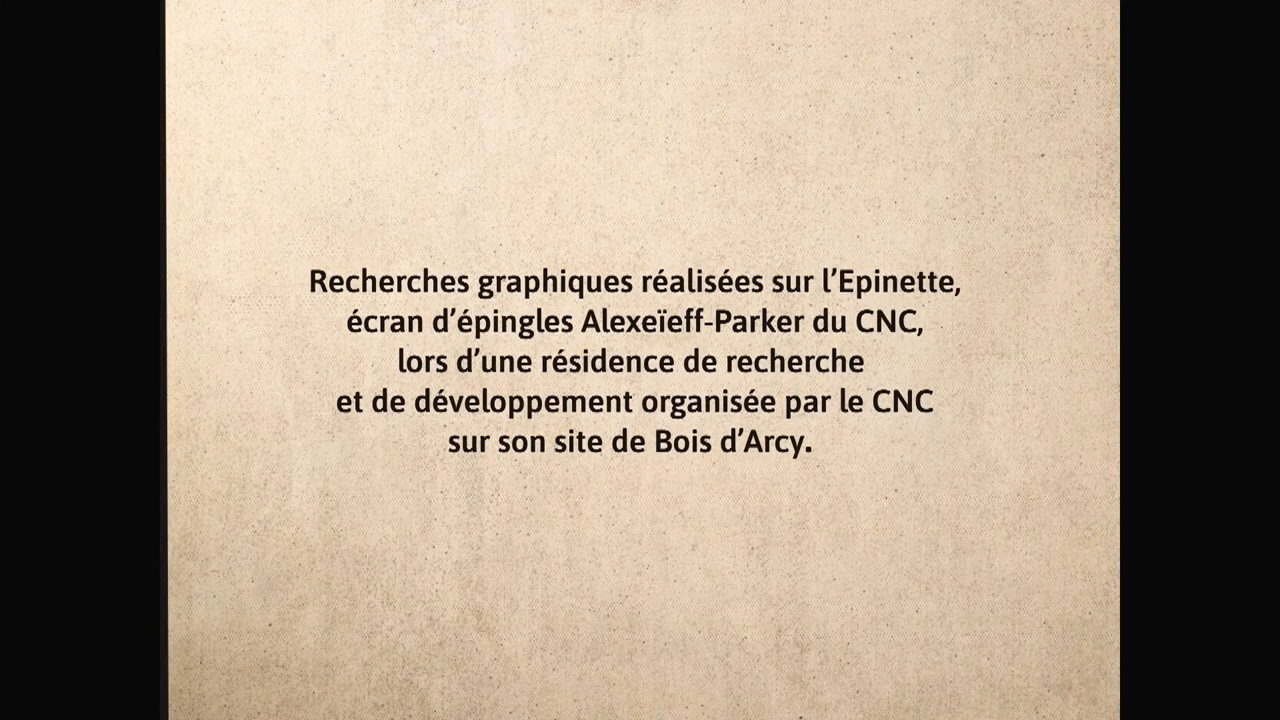 Recherches graphiques réalisées sur l’Epinette,
écran d’épingles Alexeïeff-Parker du CNC,
lors d’une résidence de recherche
et de développement organisée par le CNC
sur son site de Bois d’Arcy.